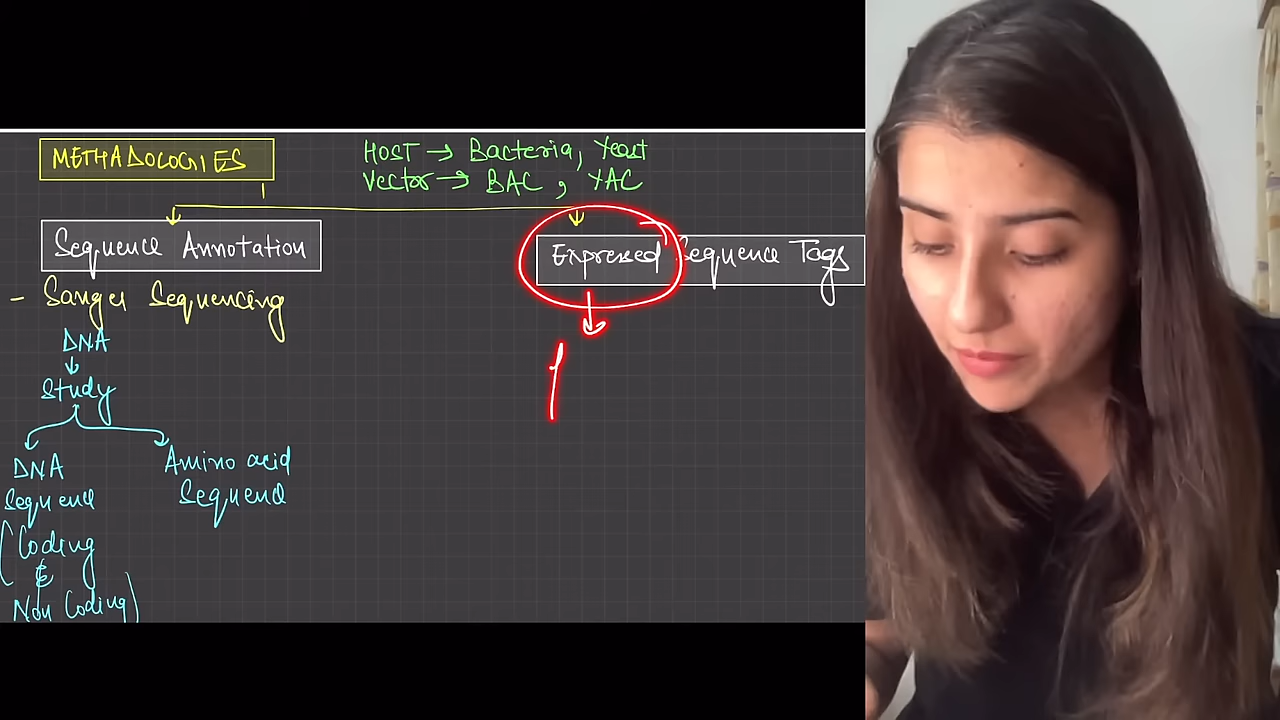 METHADOLOGIES
HOST → Bacteria, Yeast
Vector → BAC, YAC
Sequence Annotation
Expressed Sequence Tags
- Sanger Sequencing
DNA
Study
DNA
Sequence
Amino acid
Sequence
(Coding
&
Non Coding)